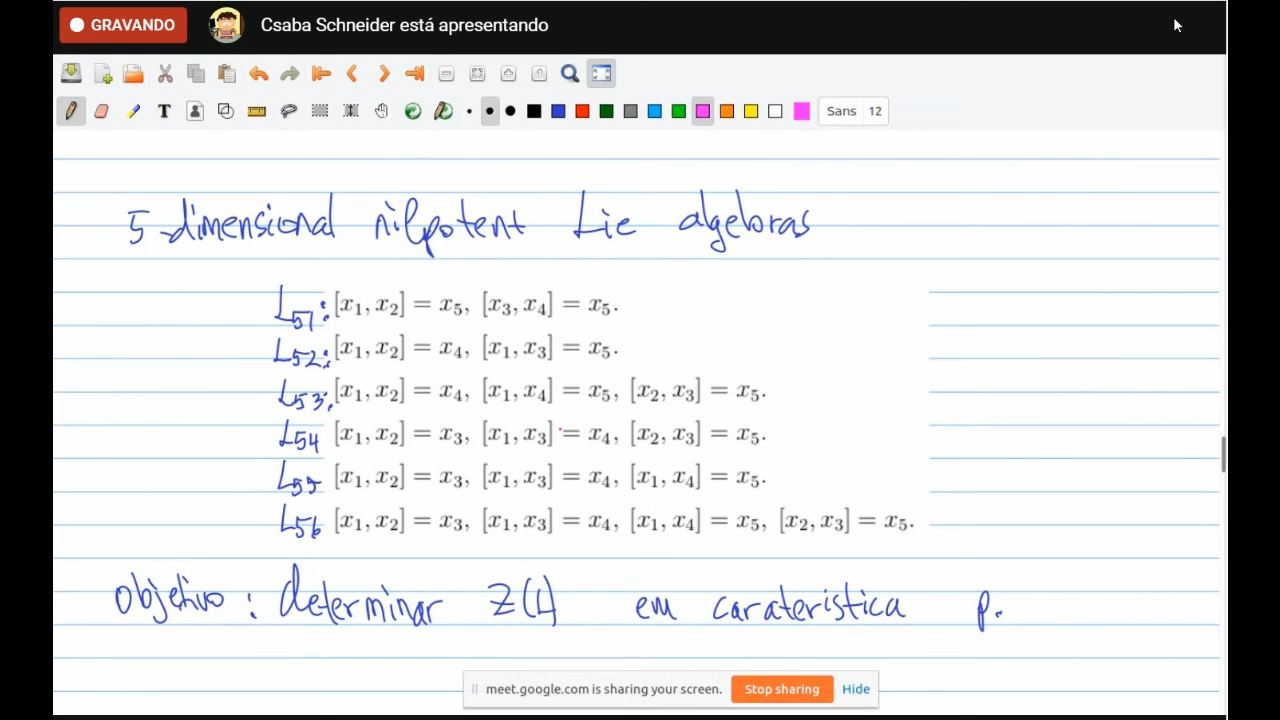 GRAVANDO Csaba Schneider está apresentando
T Sans 12
5-dimensional nilpotent Lie algebras
L₅₁: [x₁, x₂] = x₅, [x₃, x₄] = x₅.
L₅₂: [x₁, x₂] = x₄, [x₁, x₃] = x₅.
L₅₃: [x₁, x₂] = x₄, [x₁, x₄] = x₅, [x₂, x₃] = x₅.
L₅₄ [x₁, x₂] = x₃, [x₁, x₃] = x₄, [x₂, x₃] = x₅.
L₅₅ [x₁, x₂] = x₃, [x₁, x₃] = x₄, [x₁, x₄] = x₅.
L₅₆ [x₁, x₂] = x₃, [x₁, x₃] = x₄, [x₁, x₄] = x₅, [x₂, x₃] = x₅.
Objetivo: determinar Z(L) em caraterística p.
meet.google.com is sharing your screen. Stop sharing Hide